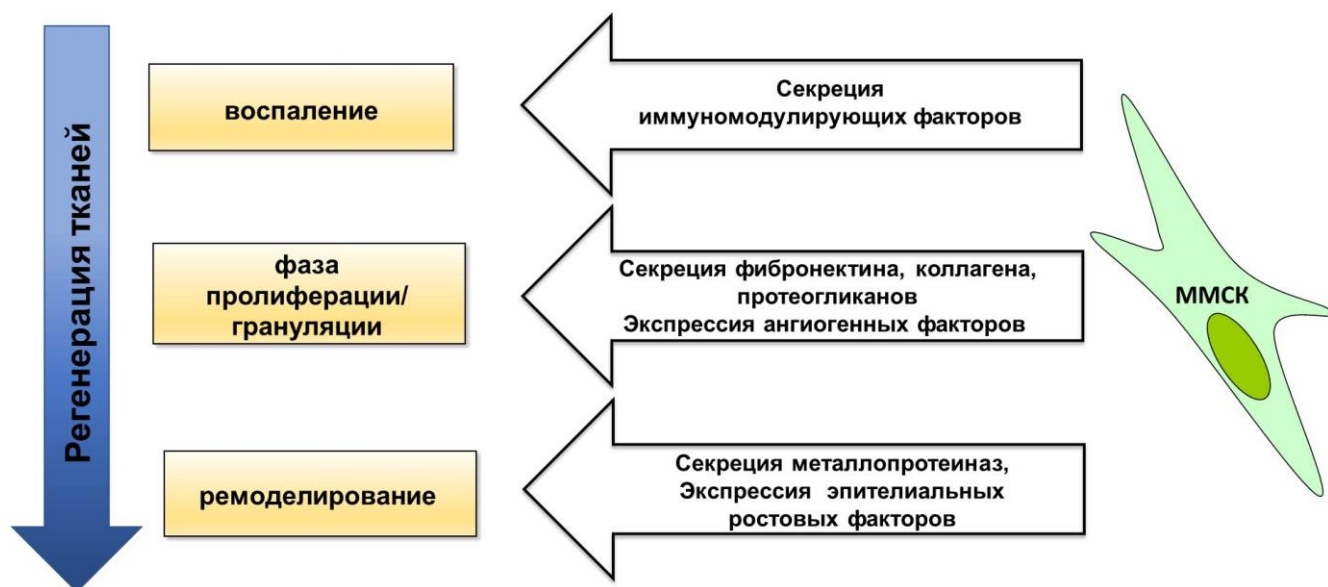 Регенерация тканей
воспаление
Секреция
иммуномодулирующих факторов
фаза
пролиферации/
грануляции
Секреция фибронектина, коллагена,
протеогликанов
Экспрессия ангиогенных факторов
ремоделирование
Секреция металлопротеиназ,
Экспрессия эпителиальных
ростовых факторов
ММСК